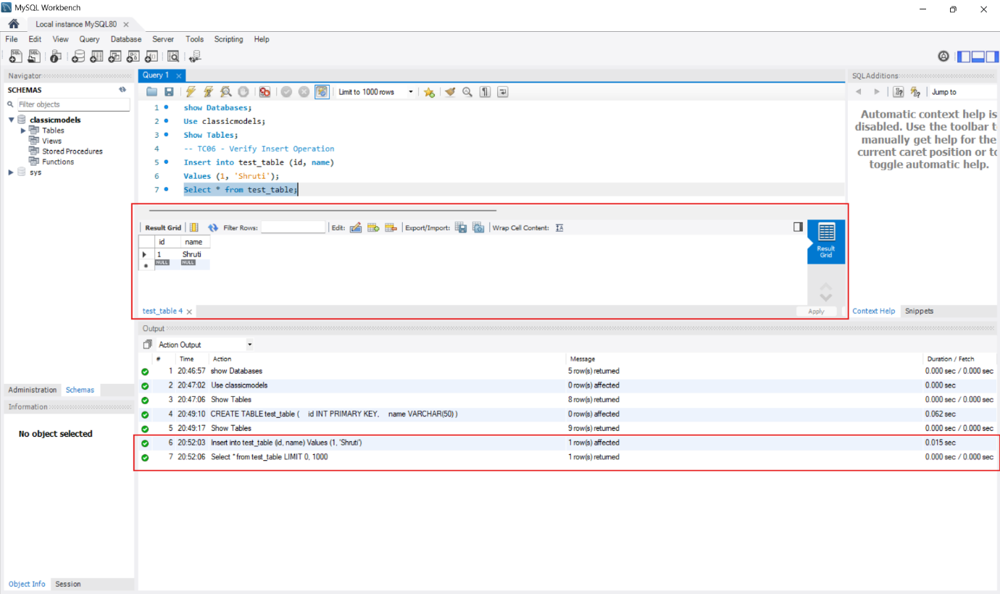 MySQL Workbench
Local instance MySQL80
File Edit View Query Database Server Tools Scripting Help
Navigator
SCHEMAS
Filter objects
classicmodels
Tables
Views
Stored Procedures
Functions
sys
Administration Schemas
Information
No object selected
Object Info Session
Query 1
Limit to 1000 rows
1 show Databases;
2 Use classicmodels;
3 Show Tables;
4 -- TC06 - Verify Insert Operation
5 Insert into test_table (id, name)
6 Values (1, 'Shruti');
7 Select * from test_table;
Result Grid Filter Rows: Edit: Export/Import: Wrap Cell Content:
id name
1 Shruti
NULL NULL
Result
Grid
test_table 4 Apply
Output
Action Output
# Time Action Message Duration / Fetch
1 20:46:57 show Databases 5 row(s) returned 0.000 sec / 0.000 sec
2 20:47:02 Use classicmodels 0 row(s) affected 0.000 sec
3 20:47:06 Show Tables 8 row(s) returned 0.000 sec / 0.000 sec
4 20:49:10 CREATE TABLE test_table ( id INT PRIMARY KEY, name VARCHAR(50) ) 0 row(s) affected 0.062 sec
5 20:49:17 Show Tables 9 row(s) returned 0.000 sec / 0.000 sec
6 20:52:03 Insert into test_table (id, name) Values (1, 'Shruti') 1 row(s) affected 0.015 sec
7 20:52:06 Select * from test_table LIMIT 0, 1000 1 row(s) returned 0.000 sec / 0.000 sec
SQLAdditions
Jump to
Automatic context help is
disabled. Use the toolbar t
manually get help for the
current caret position or to
toggle automatic help.
Context Help Snippets